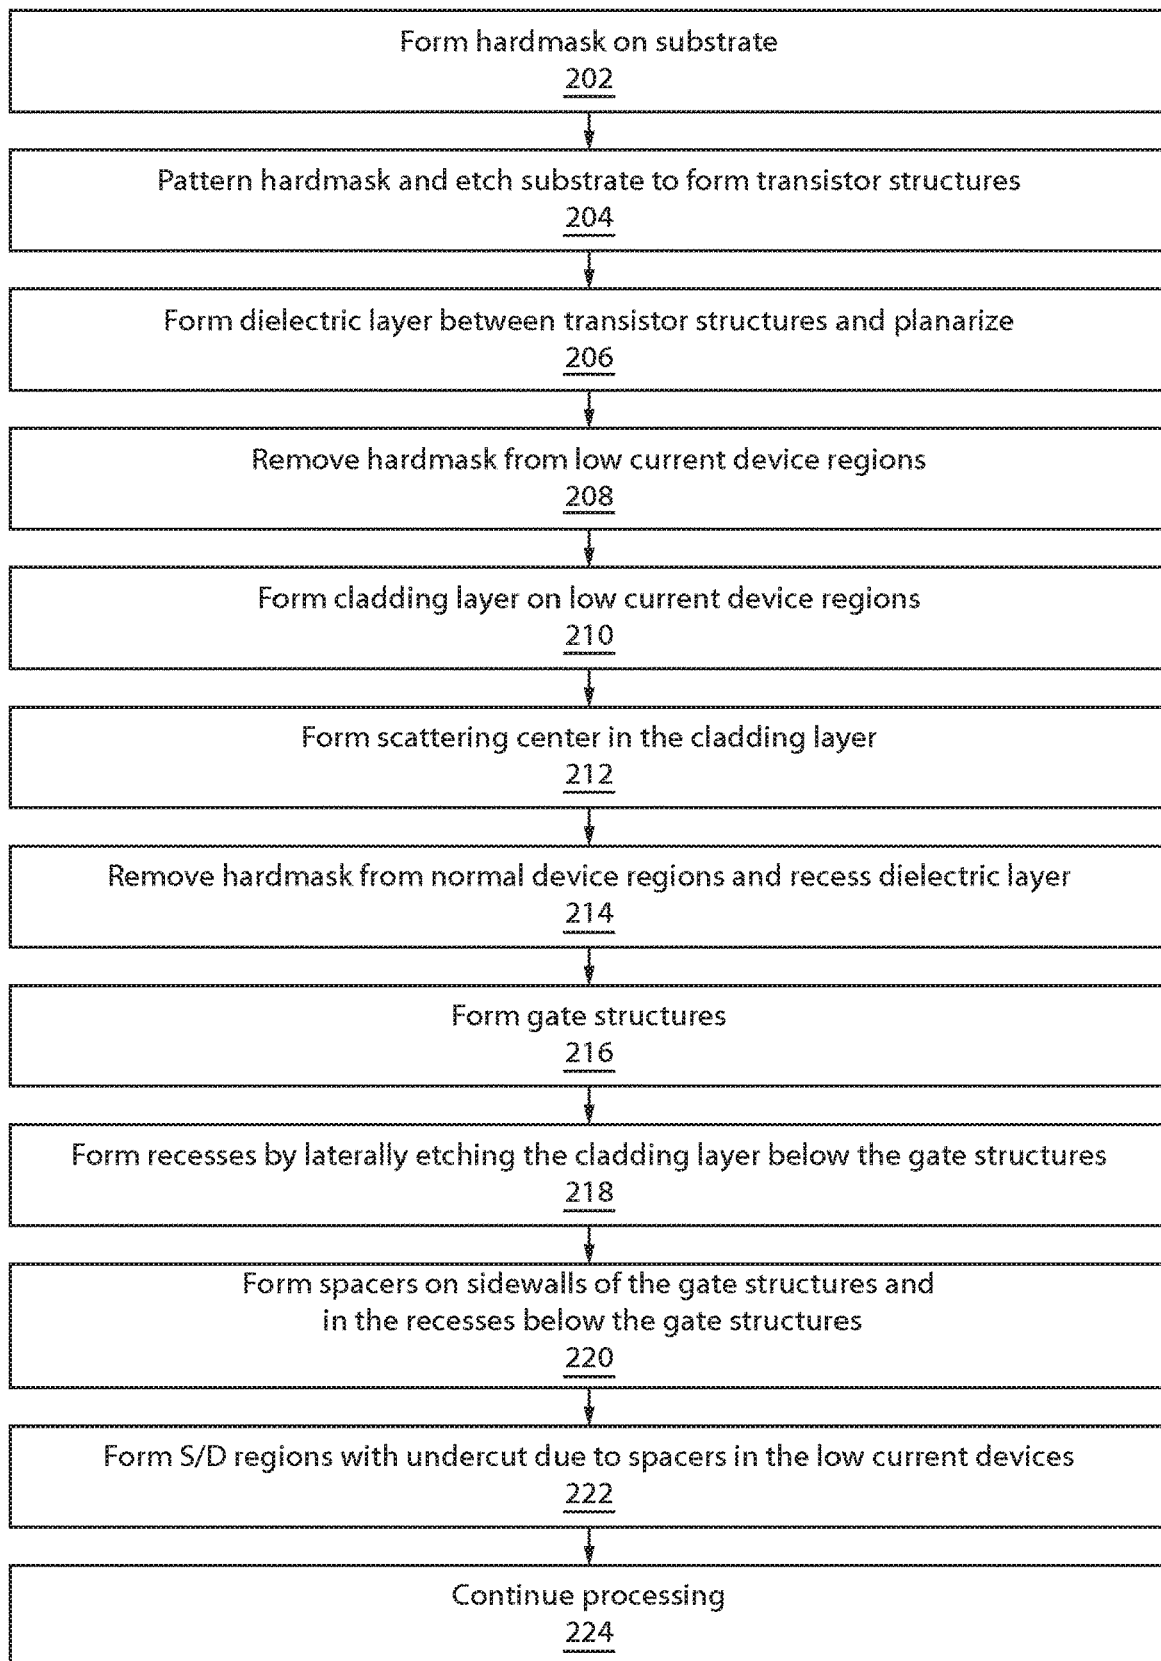 Form hardmask on substrate
202
Pattern hardmask and etch substrate to form transistor structures
204
Form dielectric layer between transistor structures and planarize
206
Remove hardmask from low current device regions
208
Form cladding layer on low current device regions
210
Form scattering center in the cladding layer
212
Remove hardmask from normal device regions and recess dielectric layer
214
Form gate structures
216
Form recesses by laterally etching the cladding layer below the gate structures
218
Form spacers on sidewalls of the gate structures and
in the recesses below the gate structures
220
Form S/D regions with undercut due to spacers in the low current devices
222
Continue processing
224